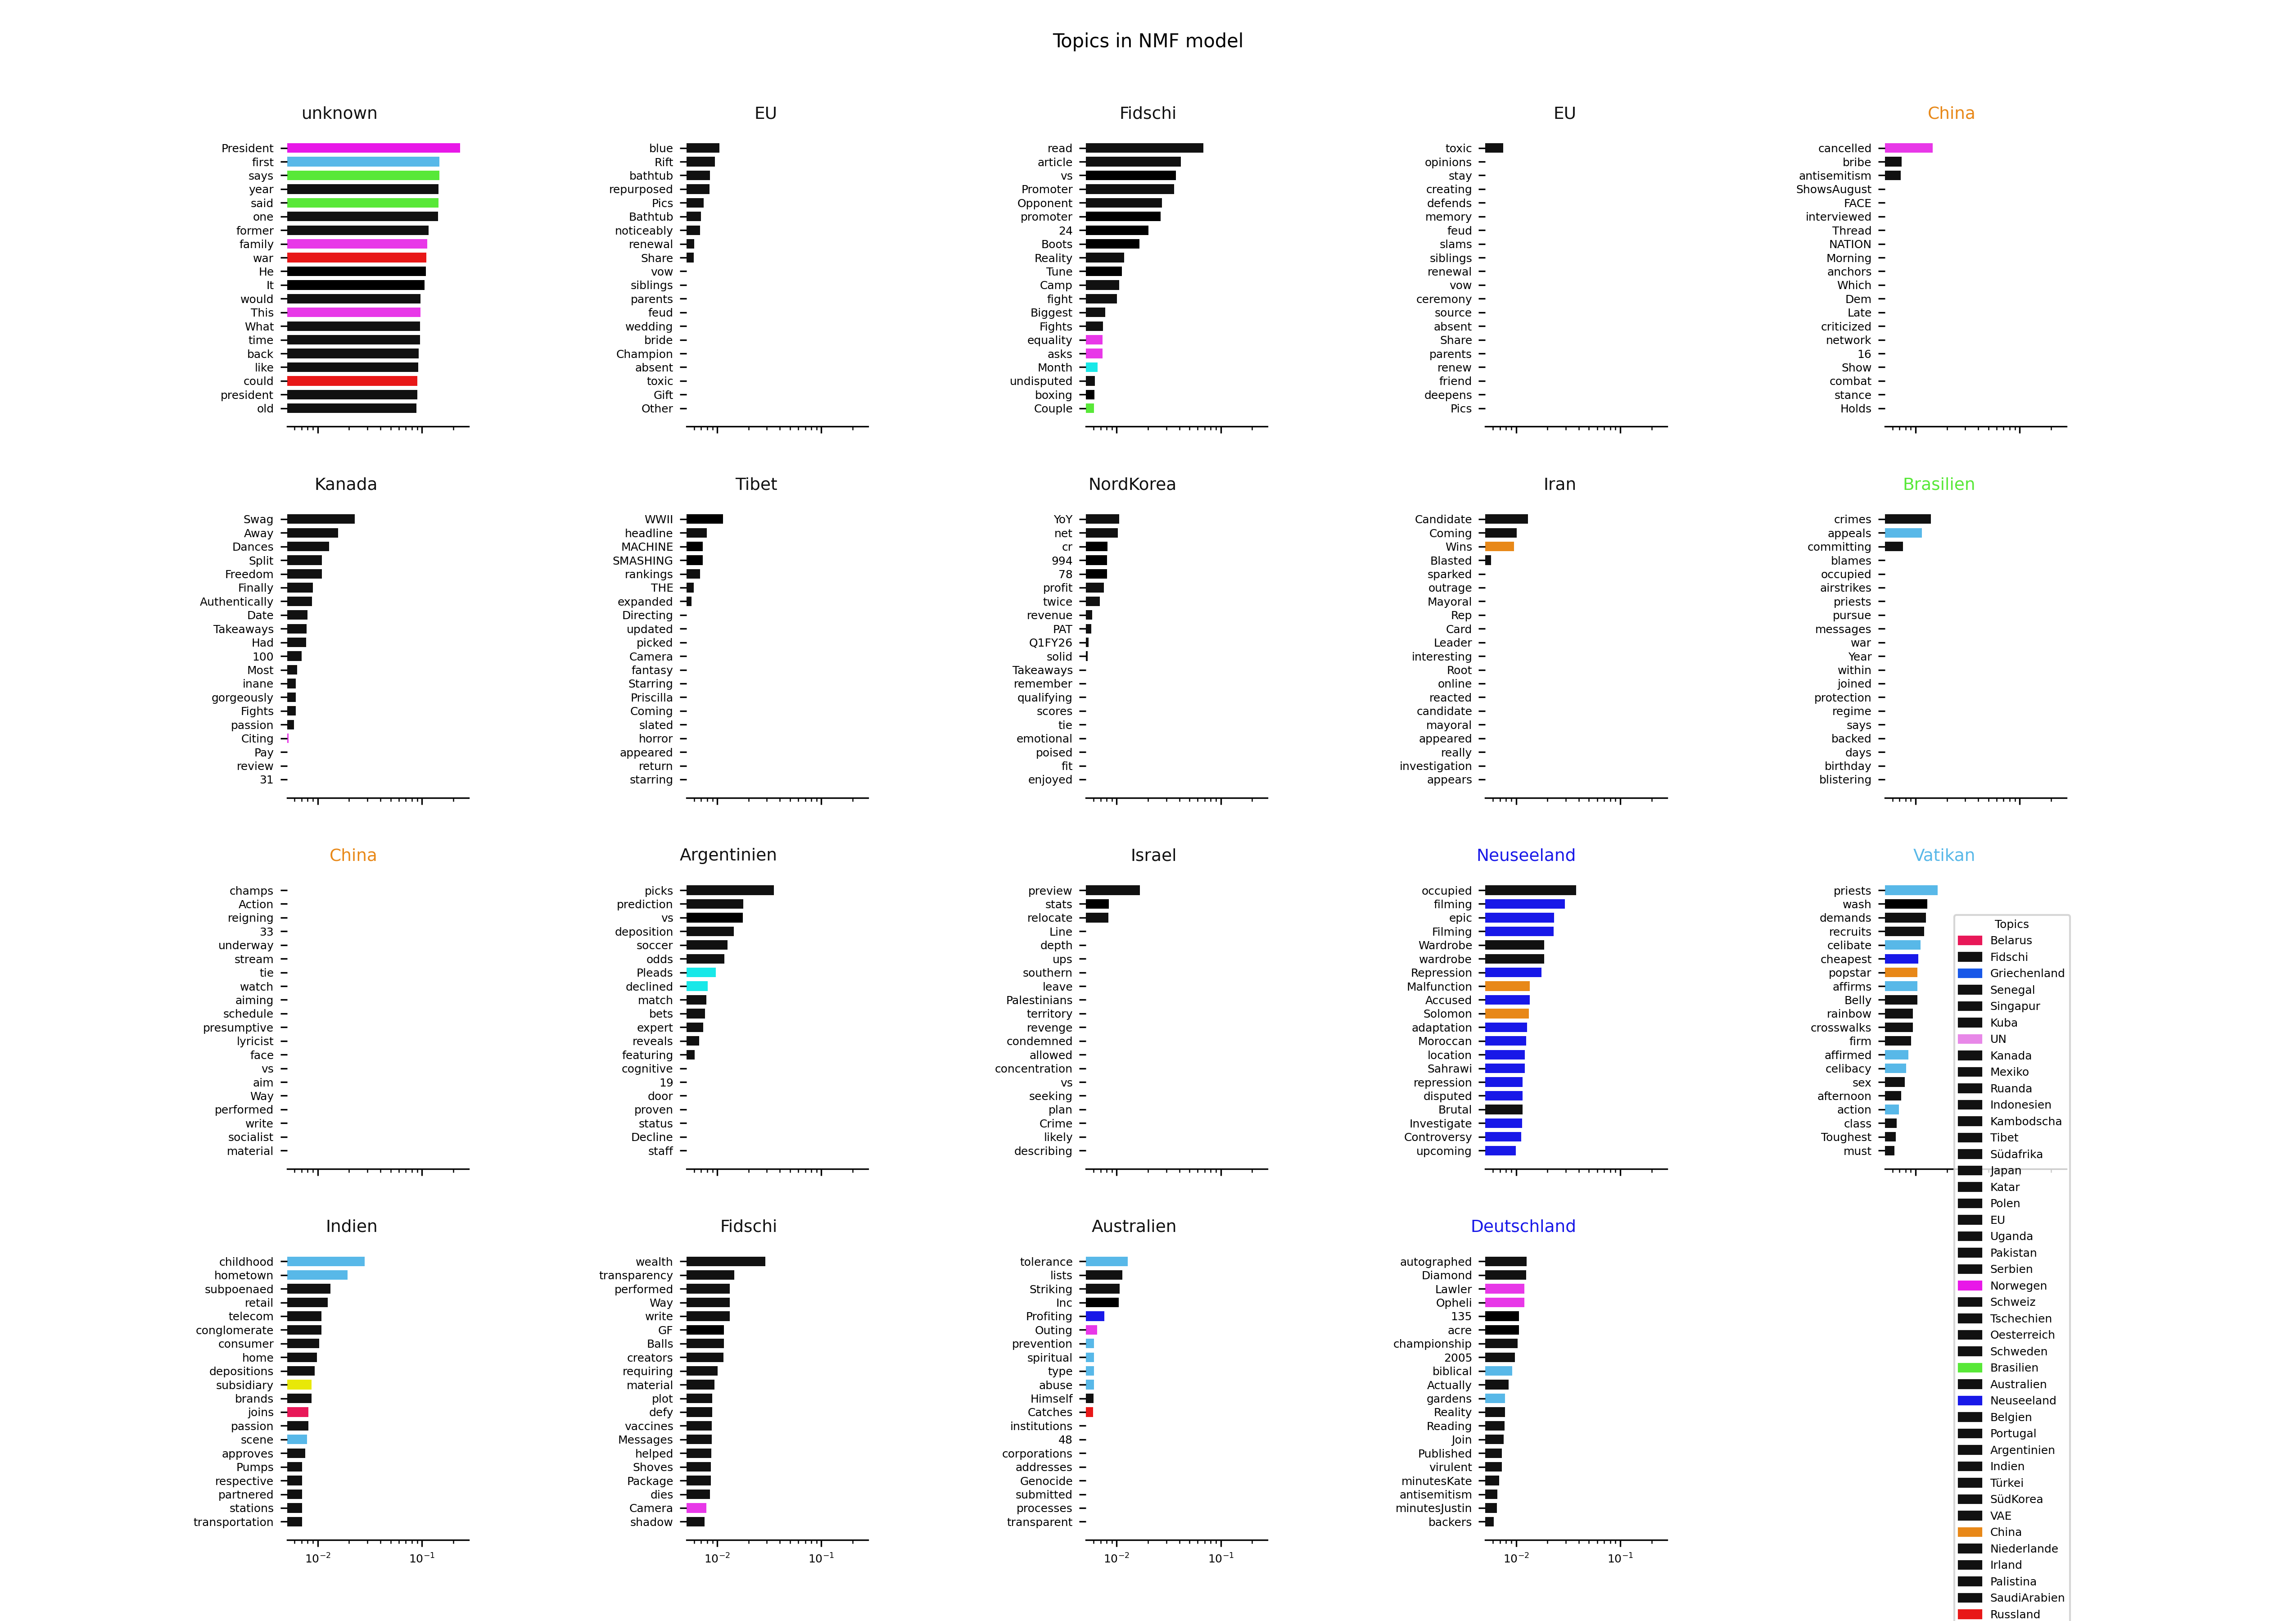 Topics in NMF model
unknown
President
first
says
year
said
one
former
family
war
He
It
would
This
What
time
back
like
could
president
old
EU
blue
Rift
bathtub
repurposed
Pics
Bathtub
noticeably
renewal
Share
vow
siblings
parents
feud
wedding
bride
Champion
absent
toxic
Gift
Other
Fidschi
read
article
vs
Promoter
Opponent
promoter
24
Boots
Reality
Tune
Camp
fight
Biggest
Fights
equality
asks
Month
undisputed
boxing
Couple
EU
toxic
opinions
stay
creating
defends
memory
feud
slams
siblings
renewal
vow
ceremony
source
absent
Share
parents
renew
friend
deepens
Pics
China
cancelled
bribe
antisemitism
ShowsAugust
FACE
interviewed
Thread
NATION
Morning
anchors
Which
Dem
Late
criticized
network
16
Show
combat
stance
Holds
Kanada
Swag
Away
Dances
Split
Freedom
Finally
Authentically
Date
Takeaways
Had
100
Most
inane
gorgeously
Fights
passion
Citing
Pay
review
31
Tibet
WWII
headline
MACHINE
SMASHING
rankings
THE
expanded
Directing
updated
picked
Camera
fantasy
Starring
Priscilla
Coming
slated
horror
appeared
return
starring
NordKorea
YoY
net
cr
994
78
profit
twice
revenue
PAT
Q1FY26
solid
Takeaways
remember
qualifying
scores
tie
emotional
poised
fit
enjoyed
Iran
Candidate
Coming
Wins
Blasted
sparked
outrage
Mayoral
Rep
Card
Leader
interesting
Root
online
reacted
candidate
mayoral
appeared
really
investigation
appears
Brasilien
crimes
appeals
committing
blames
occupied
airstrikes
priests
pursue
messages
war
Year
within
joined
protection
regime
says
backed
days
birthday
blistering
China
champs
Action
reigning
33
underway
stream
tie
watch
aiming
schedule
presumptive
lyricist
face
vs
aim
Way
performed
write
socialist
material
Argentinien
picks
prediction
vs
deposition
soccer
odds
Pleads
declined
match
bets
expert
reveals
featuring
cognitive
19
door
proven
status
Decline
staff
Israel
preview
stats
relocate
Line
depth
ups
southern
leave
Palestinians
territory
revenge
condemned
allowed
concentration
vs
seeking
plan
Crime
likely
describing
Neuseeland
occupied
filming
epic
Filming
Wardrobe
wardrobe
Repression
Malfunction
Accused
Solomon
adaptation
Moroccan
location
Sahrawi
repression
disputed
Brutal
Investigate
Controversy
upcoming
Vatikan
priests
wash
demands
recruits
celibate
cheapest
popstar
affirms
Belly
rainbow
crosswalks
firm
affirmed
celibacy
sex
afternoon
action
class
Toughest
must
Indien
childhood
hometown
subpoenaed
retail
telecom
conglomerate
consumer
home
depositions
subsidiary
brands
joins
passion
scene
approves
Pumps
respective
partnered
stations
transportation
10⁻² 10⁻¹
Fidschi
wealth
transparency
performed
Way
write
GF
Balls
creators
requiring
material
plot
defy
vaccines
Messages
helped
Shoves
Package
dies
Camera
shadow
10⁻² 10⁻¹
Australien
tolerance
lists
Striking
Inc
Profiting
Outing
prevention
spiritual
type
abuse
Himself
Catches
institutions
48
corporations
addresses
Genocide
submitted
processes
transparent
10⁻² 10⁻¹
Deutschland
autographed
Diamond
Lawler
Opheli
135
acre
championship
2005
biblical
Actually
gardens
Reality
Reading
Join
Published
virulent
minutesKate
antisemitism
minutesJustin
backers
10⁻² 10⁻¹
Topics
Belarus
Fidschi
Griechenland
Senegal
Singapur
Kuba
UN
Kanada
Mexiko
Ruanda
Indonesien
Kambodscha
Tibet
Südafrika
Japan
Katar
Polen
EU
Uganda
Pakistan
Serbien
Norwegen
Schweiz
Tschechien
Oesterreich
Schweden
Brasilien
Australien
Neuseeland
Belgien
Portugal
Argentinien
Indien
Türkei
SüdKorea
VAE
China
Niederlande
Irland
Palistina
SaudiArabien
Russland